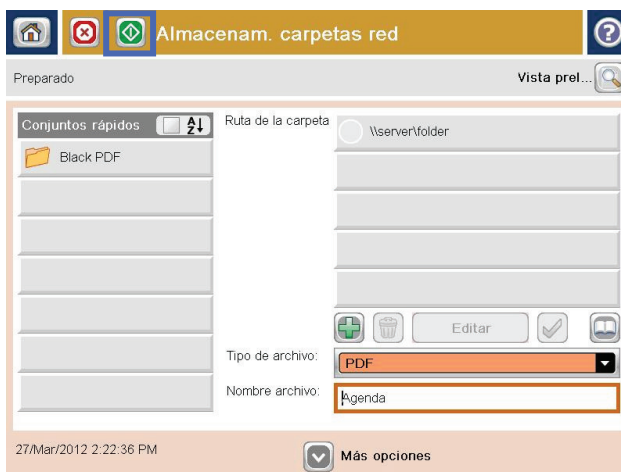 Almacenam. carpetas red
?
Preparado
Vista prel...
Conjuntos rápidos
AZ
Ruta de la carpeta
\\server\folder
Black PDF
Editar
Tipo de archivo:
PDF
Nombre archivo:
Agenda
27/Mar/2012 2:22:36 PM
Más opciones